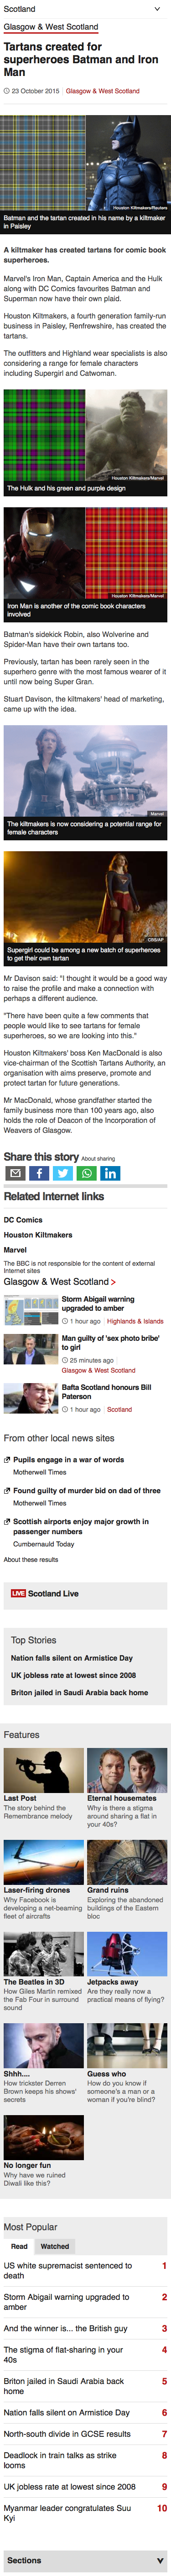 Scotland
Glasgow & West Scotland
Tartans created for
superheroes Batman and Iron
Man
23 October 2015
Glasgow & West Scotland
Houston Kiltmakers/Reuters
Batman and the tartan created in his name by a kiltmaker
in Paisley
A kiltmaker has created tartans for comic book
superheroes.
Marvel's Iron Man, Captain America and the Hulk
along with DC Comics favourites Batman and
Superman now have their own plaid.
Houston Kiltmakers, a fourth generation family-run
business in Paisley, Renfrewshire, has created the
tartans.
The outfitters and Highland wear specialists is also
considering a range for female characters
including Supergirl and Catwoman.
Houston Kiltmakers/Marvel
The Hulk and his green and purple design
Houston Kiltmakers/Marvel
Iron Man is another of the comic book characters
involved
Batman's sidekick Robin, also Wolverine and
Spider-Man have their own tartans too.
Previously, tartan has been rarely seen in the
superhero genre with the most famous wearer of it
until now being Super Gran.
Stuart Davison, the kiltmakers' head of marketing,
came up with the idea.
Marvel
The kiltmakers is now considering a potential range for
female characters
CBS/AP
Supergirl could be among a new batch of superheroes
to get their own tartan
Mr Davison said: "I thought it would be a good way
to raise the profile and make a connection with
perhaps a different audience.
"There have been quite a few comments that
people would like to see tartans for female
superheroes, so we are looking into this."
Houston Kiltmakers' boss Ken MacDonald is also
vice-chairman of the Scottish Tartans Authority, an
organisation with aims preserve, promote and
protect tartan for future generations.
Mr MacDonald, whose grandfather started the
family business more than 100 years ago, also
holds the role of Deacon of the Incorporation of
Weavers of Glasgow.
Share this story About sharing
Related Internet links
DC Comics
Houston Kiltmakers
Marvel
The BBC is not responsible for the content of external
Internet sites
Glasgow & West Scotland >
Storm Abigail warning
upgraded to amber
1 hour ago
Highlands & Islands
Man guilty of 'sex photo bribe'
to girl
25 minutes ago
Glasgow & West Scotland
Bafta Scotland honours Bill
Paterson
1 hour ago
Scotland
From other local news sites
Pupils engage in a war of words
Motherwell Times
Found guilty of murder bid on dad of three
Motherwell Times
Scottish airports enjoy major growth in
passenger numbers
Cumbernauld Today
About these results
LIVE Scotland Live
Top Stories
Nation falls silent on Armistice Day
UK jobless rate at lowest since 2008
Briton jailed in Saudi Arabia back home
Features
Last Post
The story behind the
Remembrance melody
Eternal housemates
Why is there a stigma
around sharing a flat in
your 40s?
Laser-firing drones
Why Facebook is
developing a net-beaming
fleet of aircrafts
Grand ruins
Exploring the abandoned
buildings of the Eastern
bloc
The Beatles in 3D
How Giles Martin remixed
the Fab Four in surround
sound
Jetpacks away
Are they really now a
practical means of flying?
Shhh....
How trickster Derren
Brown keeps his shows'
secrets
Guess who
How do you know if
someone's a man or a
woman if you're blind?
No longer fun
Why have we ruined
Diwali like this?
Most Popular
Read
Watched
US white supremacist sentenced to
death
1
Storm Abigail warning upgraded to
amber
2
And the winner is... the British guy
3
The stigma of flat-sharing in your
40s
4
Briton jailed in Saudi Arabia back
home
5
Nation falls silent on Armistice Day
6
North-south divide in GCSE results
7
Deadlock in train talks as strike
looms
8
UK jobless rate at lowest since 2008
9
Myanmar leader congratulates Suu
Kyi
10
Sections